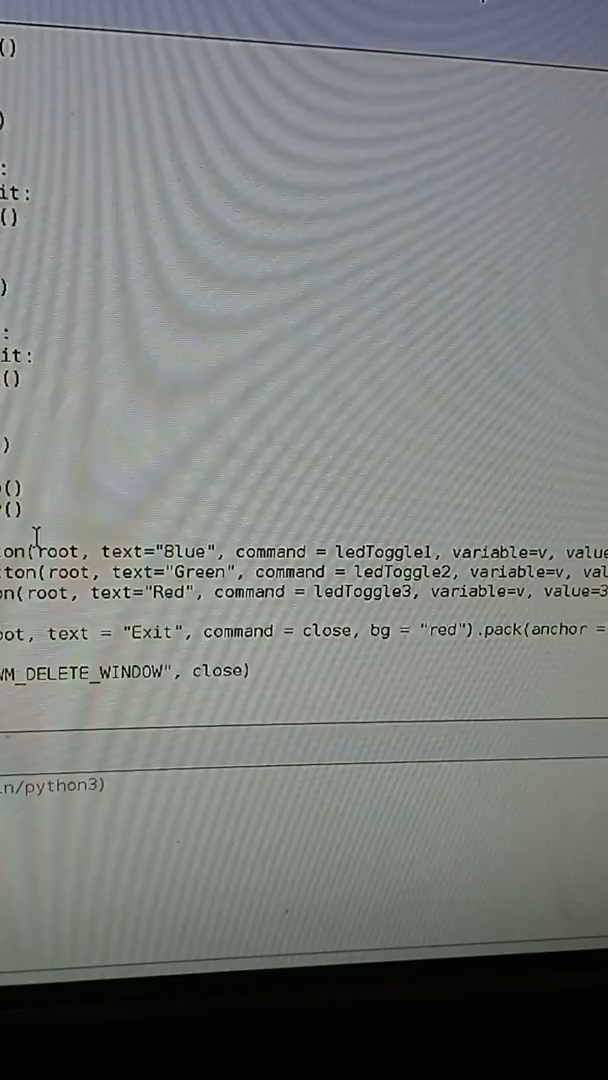 ()
)
:
it:
()
)
:
it:
()
)
()
()
on(root, text="Blue", command = ledToggle1, variable=v, value
ton(root, text="Green", command = ledToggle2, variable=v, val
on(root, text="Red", command = ledToggle3, variable=v, value=3
oot, text = "Exit", command = close, bg = "red").pack(anchor =
WM_DELETE_WINDOW", close)
in/python3)